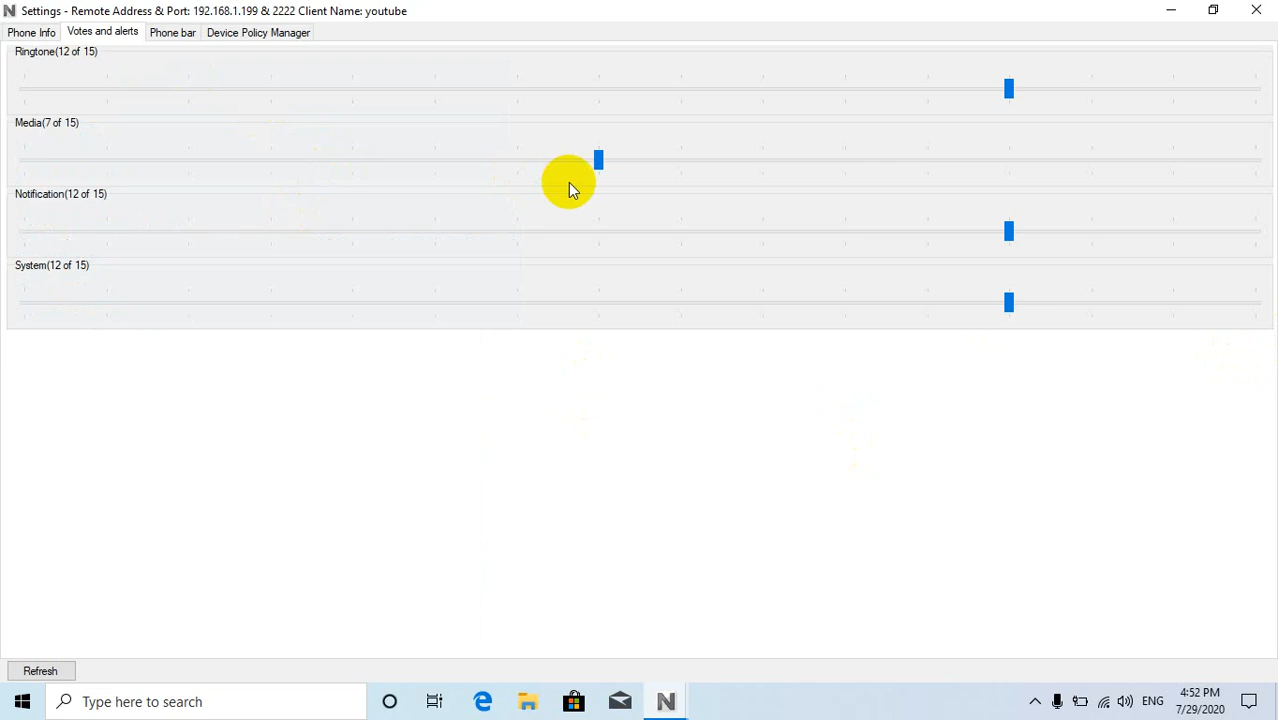 Settings - Remote Address & Port: 192.168.1.199 & 2222 Client Name: youtube
Phone Info Votes and alerts Phone bar Device Policy Manager
Ringtone(12 of 15)
Media(7 of 15)
Notification(12 of 15)
System(12 of 15)
Refresh
Type here to search
ENG
4:52 PM
7/29/2020